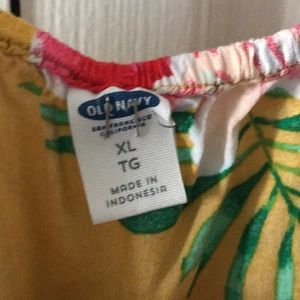 OLD NAVY
SAN FRANCISCO
CALIFORNIA
XL
TG
MADE IN
INDONESIA